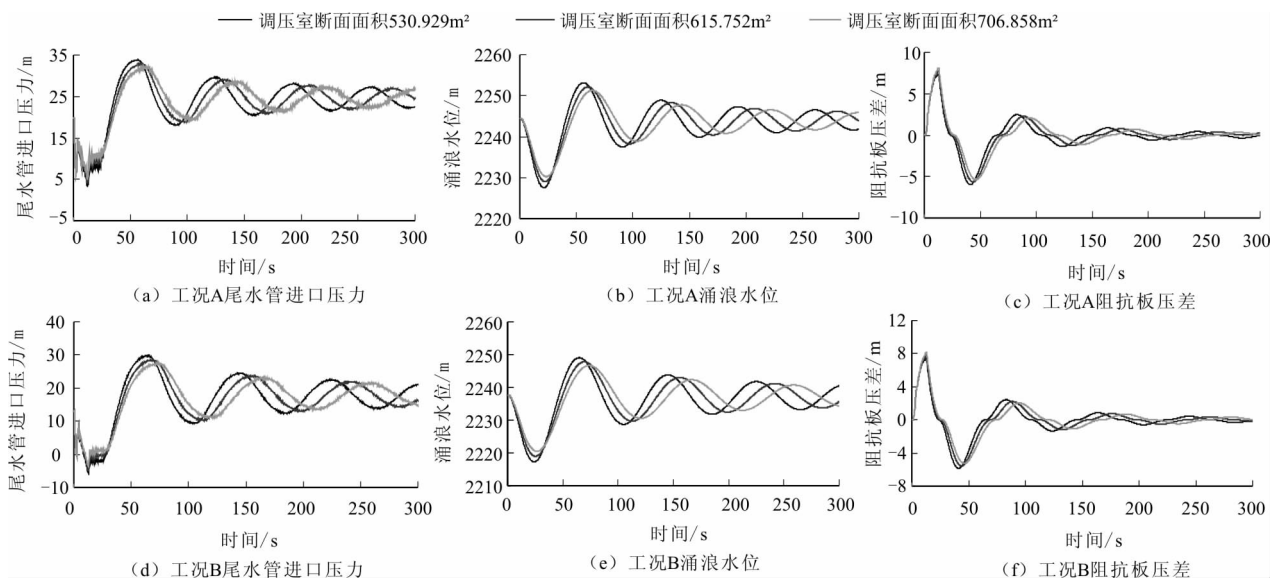 调压室断面面积530.929m² 调压室断面面积615.752m² 调压室断面面积706.858m²
尾水管进口压力/m
35
25
15
5
−5
0 50 100 150 200 250 300
时间/s
(a) 工况A尾水管进口压力
涌浪水位/m
2260
2250
2240
2230
2220
0 50 100 150 200 250 300
时间/s
(b) 工况A涌浪水位
阻抗板压差/m
10
5
0
−5
−10
0 50 100 150 200 250 300
时间/s
(c) 工况A阻抗板压差
尾水管进口压力/m
40
30
20
10
0
−10
0 50 100 150 200 250 300
时间/s
(d) 工况B尾水管进口压力
涌浪水位/m
2260
2250
2240
2230
2220
2210
0 50 100 150 200 250 300
时间/s
(e) 工况B涌浪水位
阻抗板压差/m
12
8
4
0
−4
−8
0 50 100 150 200 250 300
时间/s
(f) 工况B阻抗板压差